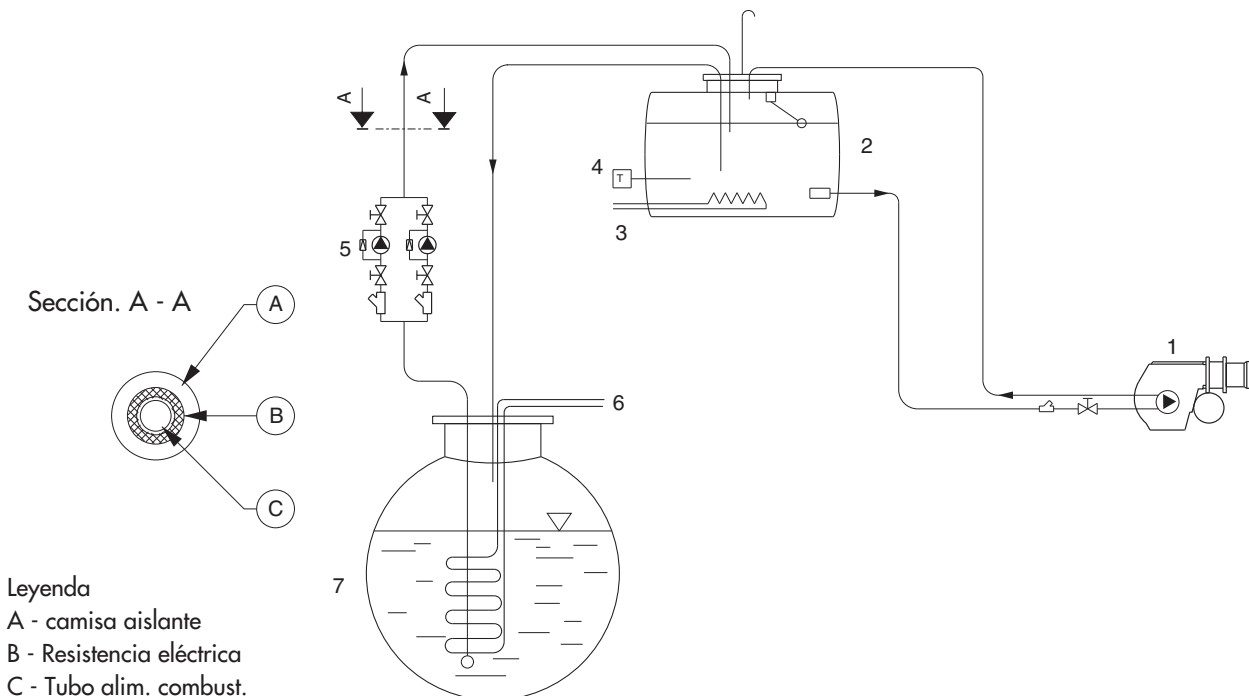 A
A
2
4
T
3
5
Sección. A - A
A
1
B
6
C
7
Leyenda
A - camisa aislante
B - Resistencia eléctrica
C - Tubo alim. combust.